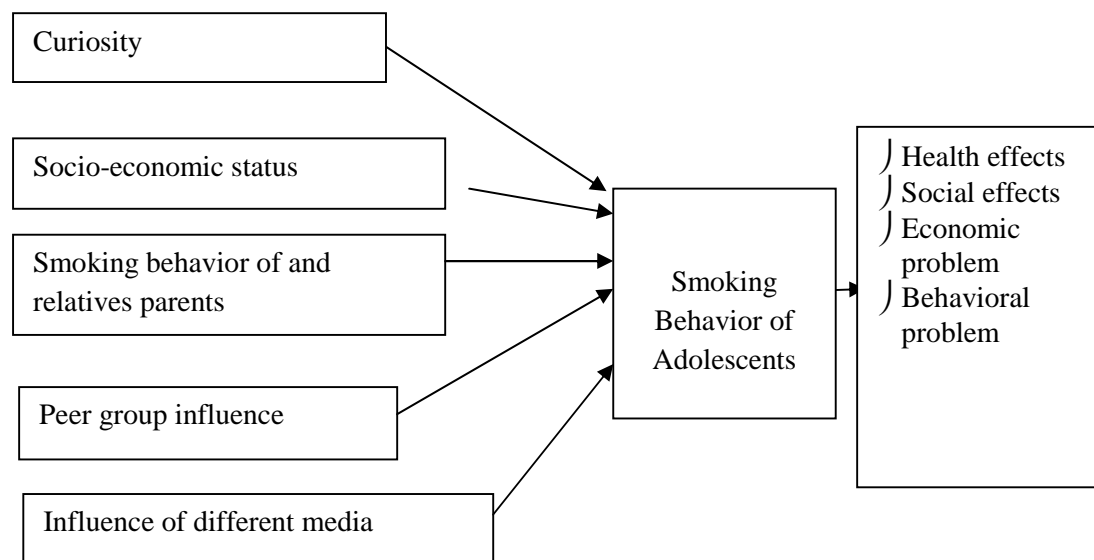 Curiosity
Socio-economic status
Smoking behavior of and
relatives parents
Peer group influence
Influence of different media
Smoking
Behavior of
Adolescents
Health effects
Social effects
Economic
problem
Behavioral
problem